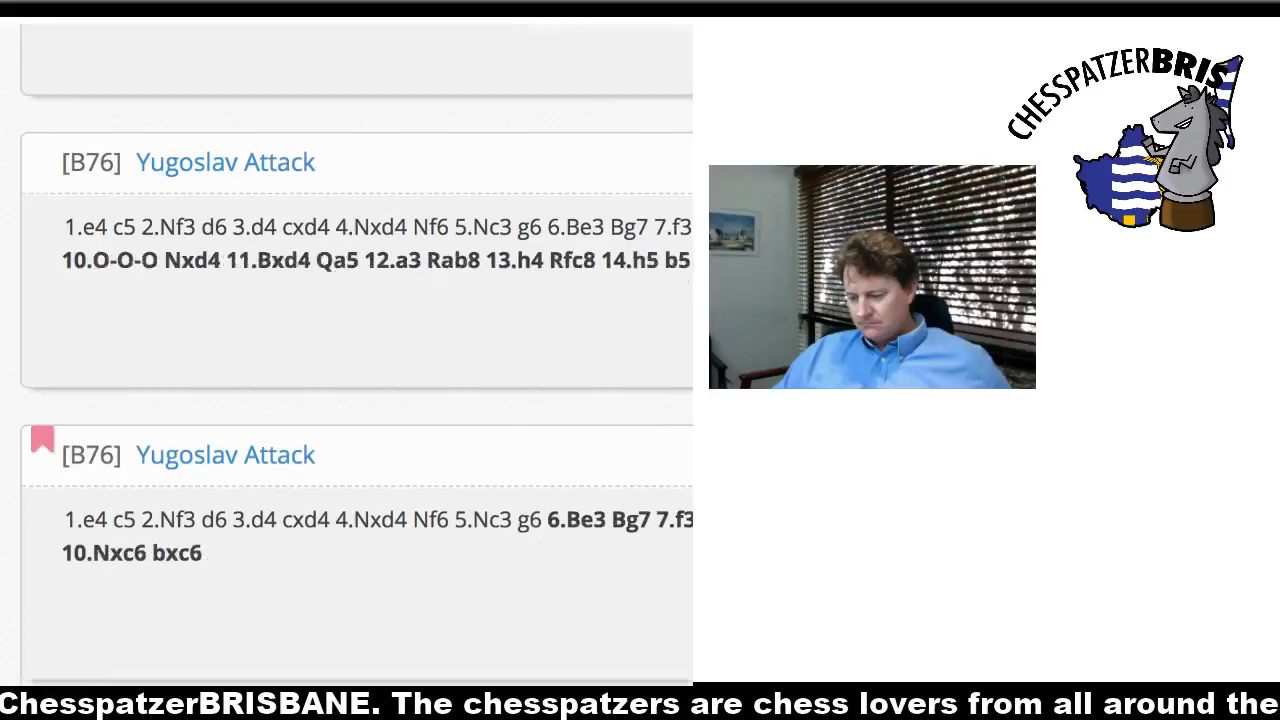 CHESSPATZERBRIS
[B76] Yugoslav Attack
1.e4 c5 2.Nf3 d6 3.d4 cxd4 4.Nxd4 Nf6 5.Nc3 g6 6.Be3 Bg7 7.f3
10.O-O-O Nxd4 11.Bxd4 Qa5 12.a3 Rab8 13.h4 Rfc8 14.h5 b5
[B76] Yugoslav Attack
1.e4 c5 2.Nf3 d6 3.d4 cxd4 4.Nxd4 Nf6 5.Nc3 g6 6.Be3 Bg7 7.f3
10.Nxc6 bxc6
ChesspatzerBRISBANE. The chesspatzers are chess lovers from all around the